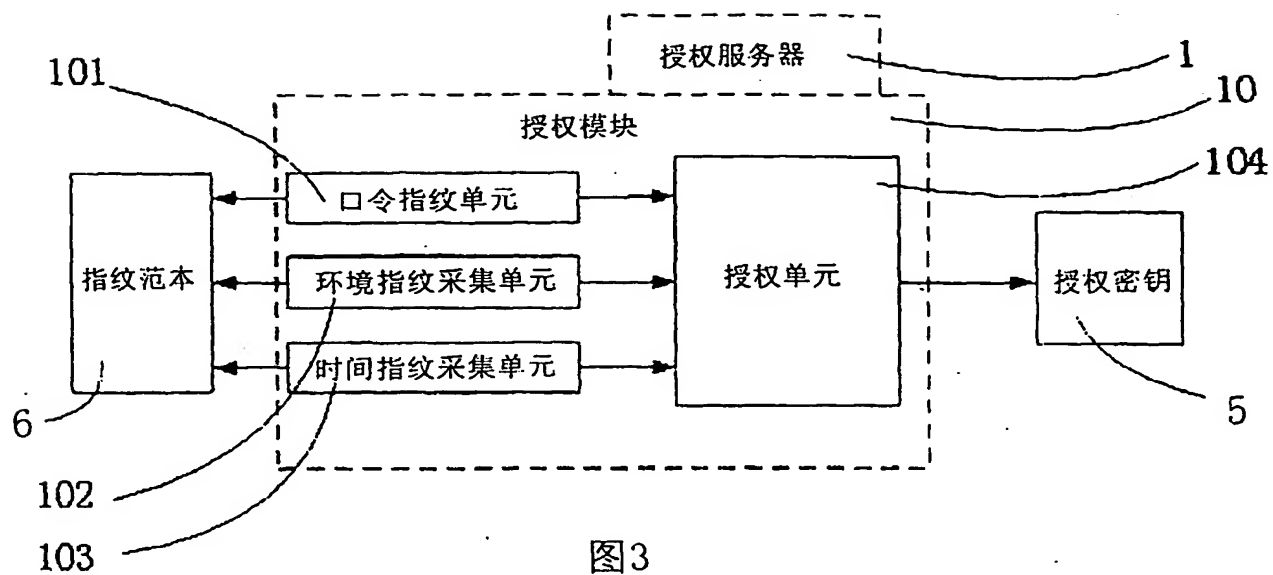 授权服务器
1
101
10
授权模块
104
口令指纹单元
指纹范本
环境指纹采集单元
授权单元
授权密钥
时间指纹采集单元
6
5
102
103
图3